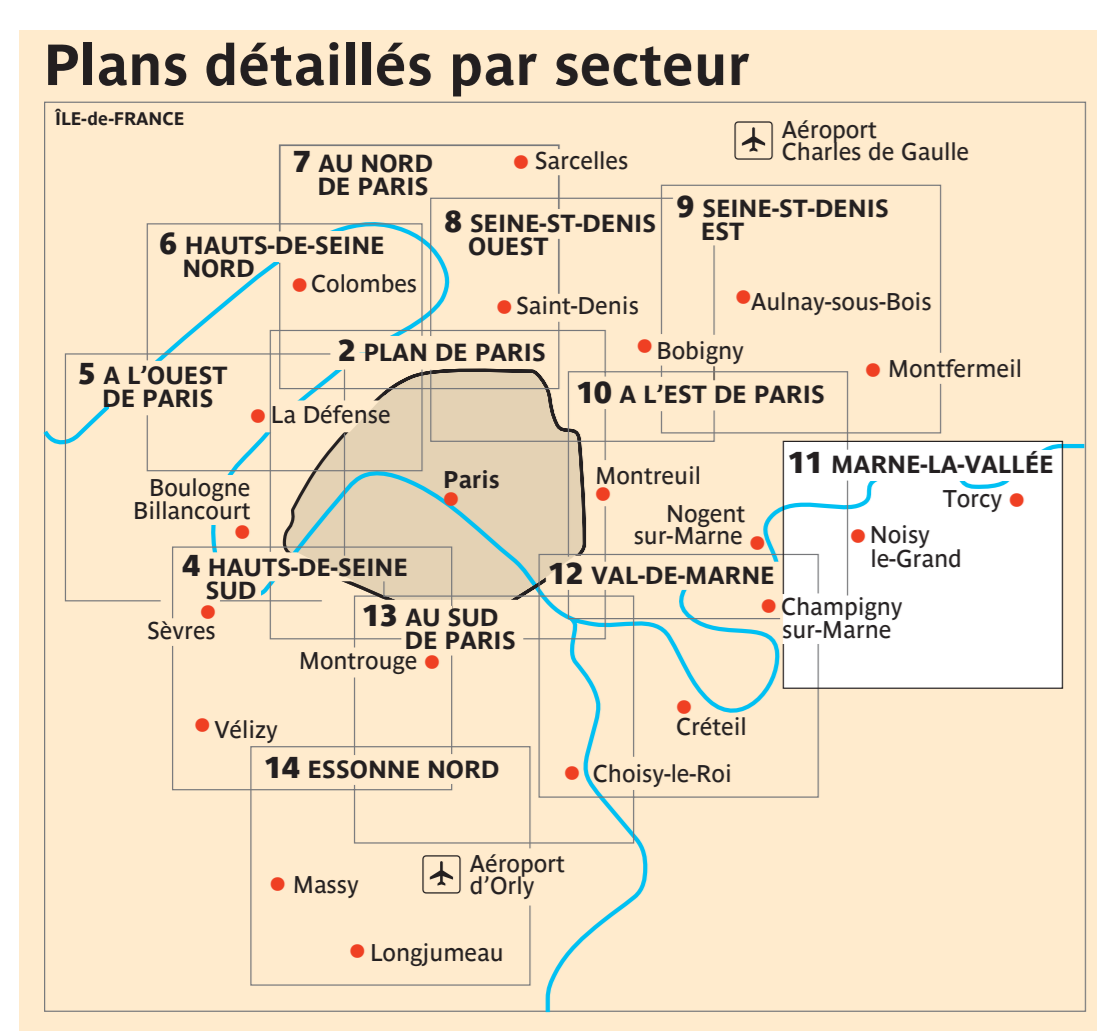 Plans détaillés par secteur
ÎLE-de-FRANCE
Aéroport
Charles de Gaulle
7 AU NORD
DE PARIS
Sarcelles
8 SEINE-ST-DENIS
OUEST
9 SEINE-ST-DENIS
EST
6 HAUTS-DE-SEINE
NORD
Colombes
Saint-Denis
Aulnay-sous-Bois
2 PLAN DE PARIS
Bobigny
Montfermeil
5 A L'OUEST
DE PARIS
10 A L'EST DE PARIS
La Défense
11 MARNE-LA-VALLÉE
Boulogne
Billancourt
Paris
Montreuil
Torcy
Nogent
sur-Marne
Noisy
le-Grand
4 HAUTS-DE-SEINE
SUD
12 VAL-DE-MARNE
Sèvres
13 AU SUD
DE PARIS
Champigny
sur-Marne
Montrouge
Vélizy
Créteil
14 ESSONNE NORD
Choisy-le-Roi
Massy
Aéroport
d'Orly
Longjumeau